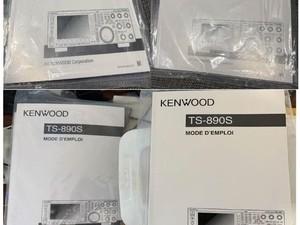 JVCKENWOOD Corporation
KENWOOD
TS-890S
MODE D'EMPLOI
KENWOOD
TS-890S
MODE D'EMPLOI